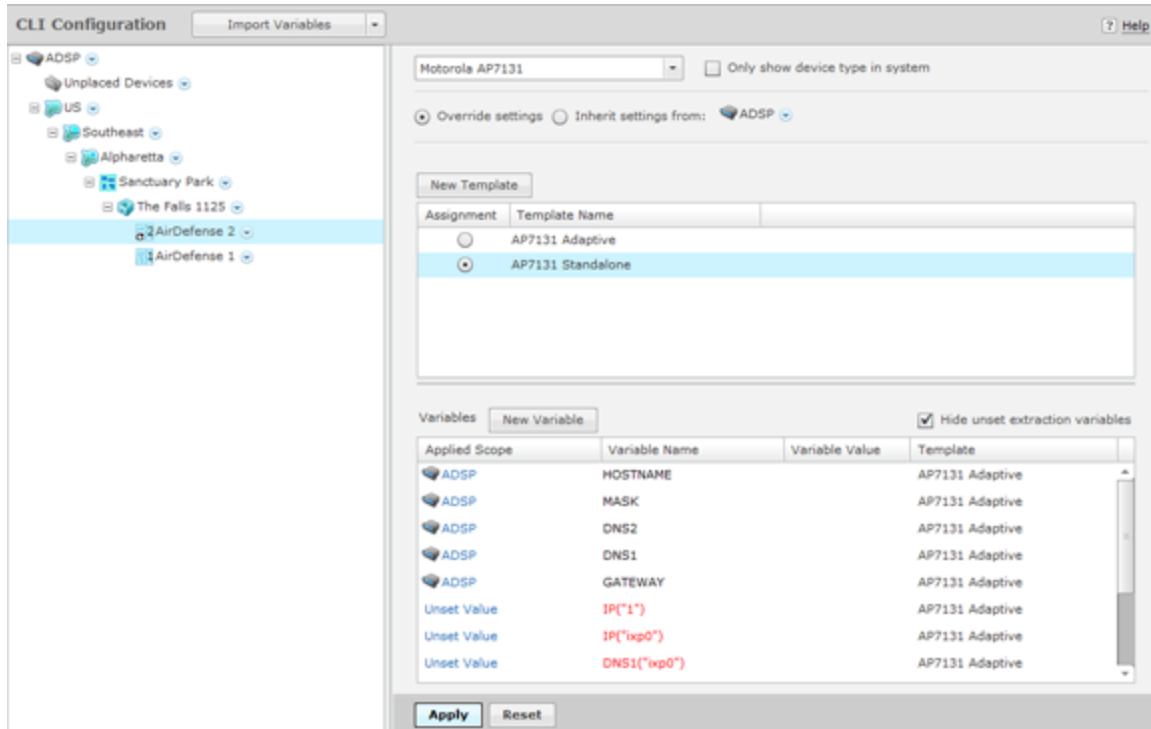 CLI Configuration Import Variables ? Help
ADSP
Unplaced Devices
US
Southeast
Alpharetta
Sanctuary Park
The Falls 1125
2 AirDefense 2
1 AirDefense 1
Motorola AP7131 Only show device type in system
Override settings Inherit settings from: ADSP
New Template
Assignment Template Name
AP7131 Adaptive
AP7131 Standalone
Variables New Variable Hide unset extraction variables
Applied Scope Variable Name Variable Value Template
ADSP HOSTNAME AP7131 Adaptive
ADSP MASK AP7131 Adaptive
ADSP DNS2 AP7131 Adaptive
ADSP DNS1 AP7131 Adaptive
ADSP GATEWAY AP7131 Adaptive
Unset Value IP("1") AP7131 Adaptive
Unset Value IP("ixp0") AP7131 Adaptive
Unset Value DNS1("ixp0") AP7131 Adaptive
Apply Reset